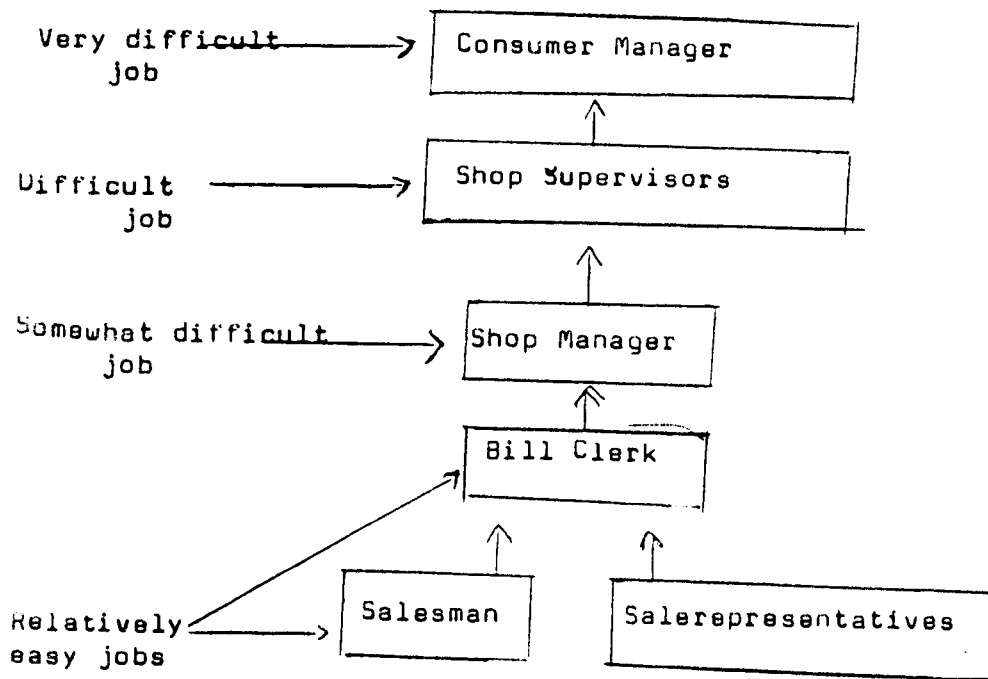 Very difficult
job
Consumer Manager
Difficult
job
Shop Supervisors
Somewhat difficult
job
Shop Manager
Bill Clerk
Relatively
easy jobs
Salesman
Salerepresentatives